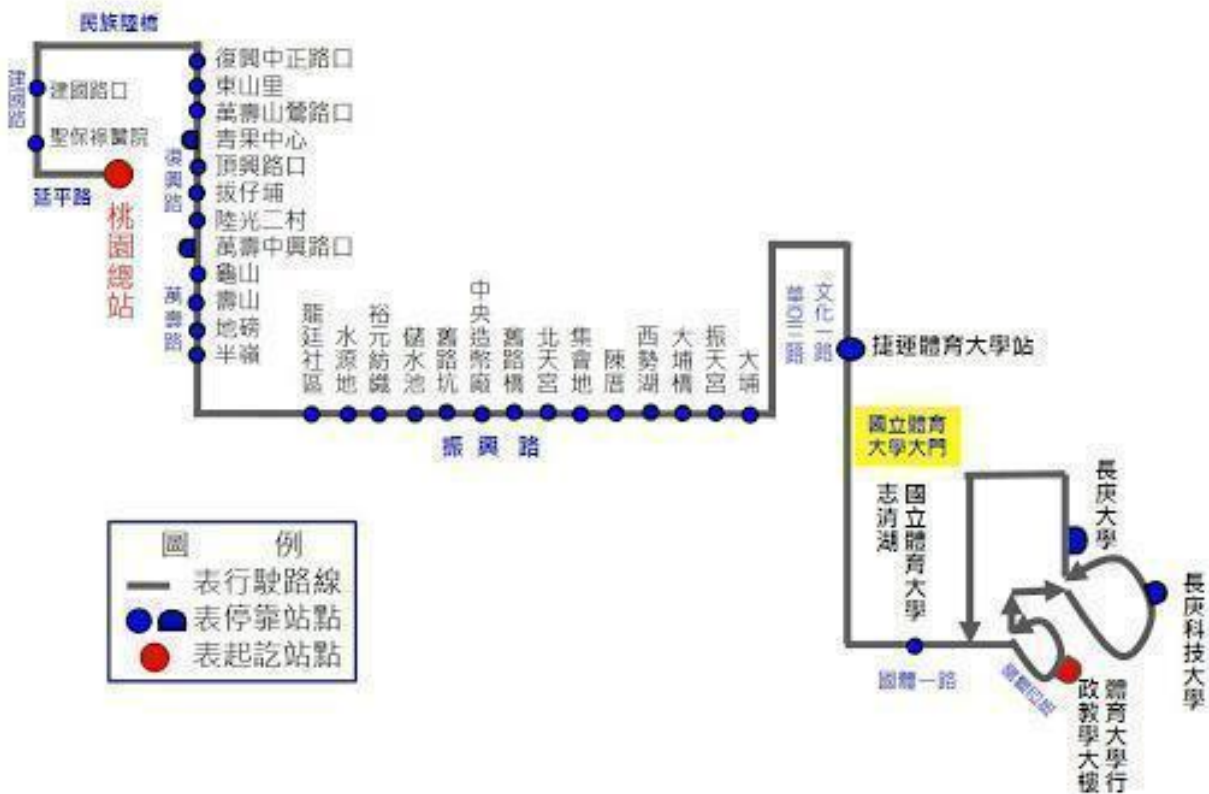 民族陸橋
建國路
建國路口
聖保祿醫院
延平路
桃園總站
復興中正路口
東山里
萬壽山鶯路口
青果中心
頂興路口
拔仔埔
陸光二村
萬壽中興路口
龜山
壽山
地磅
半嶺
復興路
萬壽路
龍廷社區
水源地
裕元紡織
儲水池
舊路坑
中央造幣廠
舊路橋
北天宮
集會地
陳厝
西勢湖
大埔橋
振天宮
大埔
振興路
文化一路
華亞三路
捷運體育大學站
國立體育
大學大門
國立體育大學
志清湖
國體一路
長庚大學
長庚科技大學
體育大學行
政教學大樓
圖例
表行駛路線
表停靠站點
表起訖站點